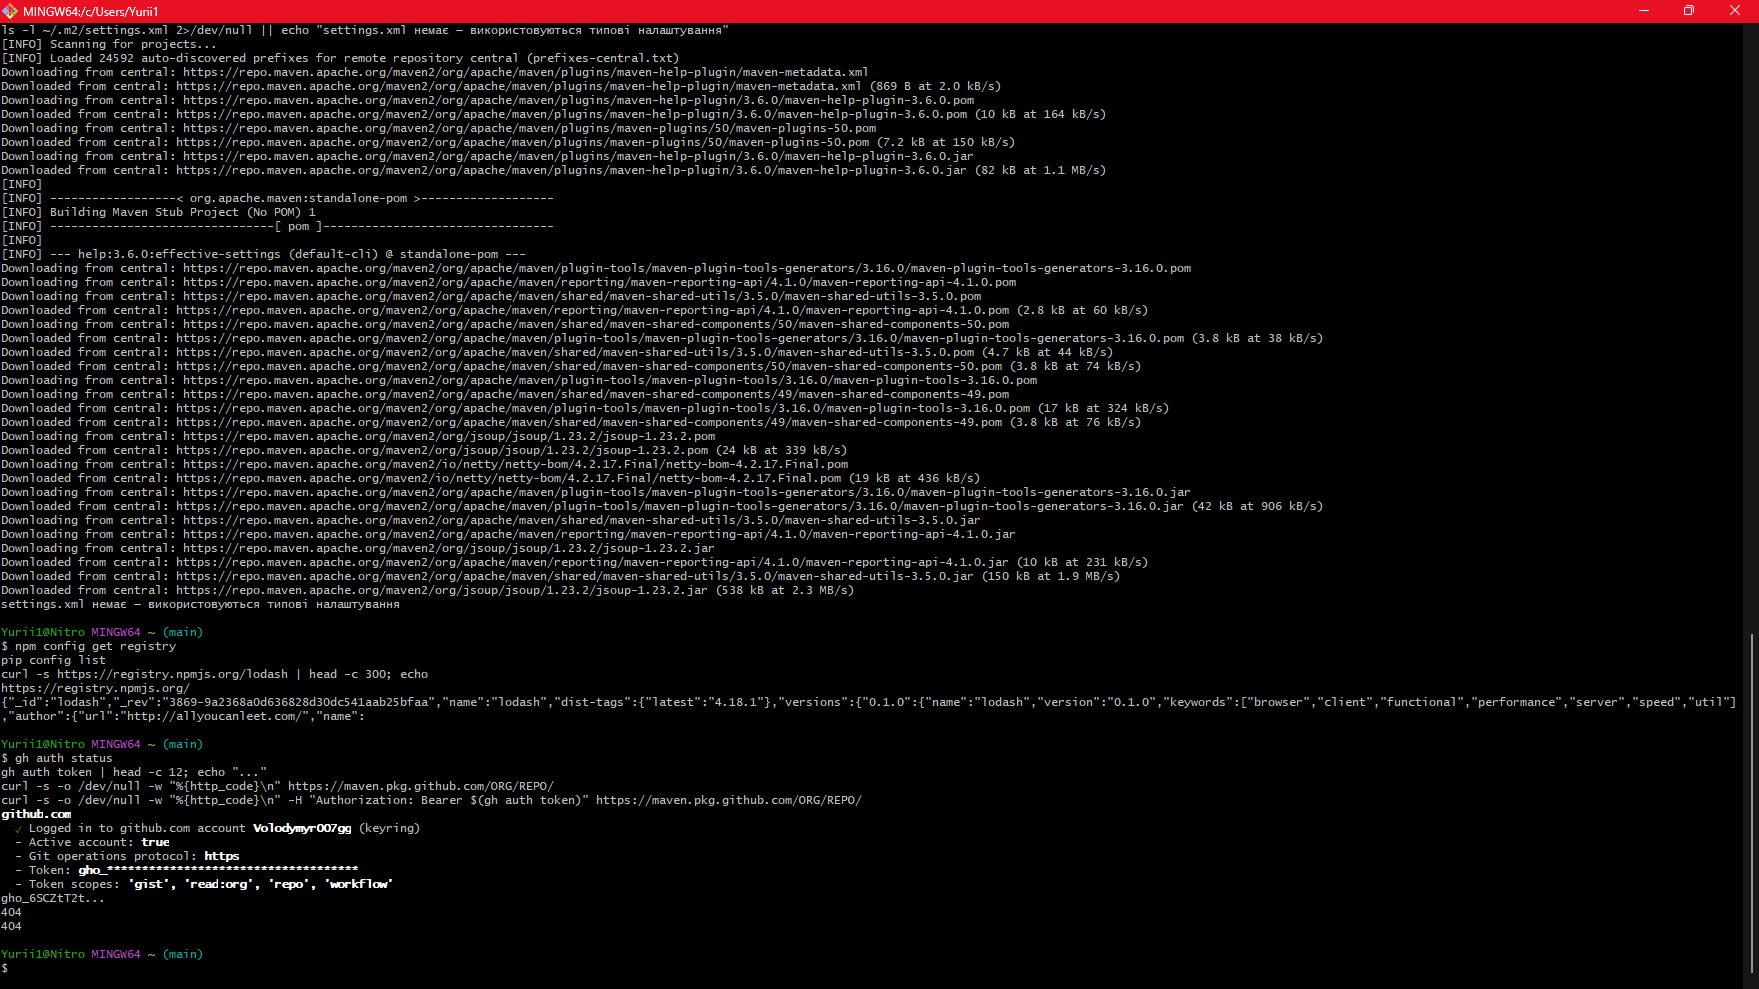 MINGW64:/c/Users/Yurii1
ls -l ~/.m2/settings.xml 2>/dev/null || echo "settings.xml немає – використовуються типові налаштування"
[INFO] Scanning for projects...
[INFO] Loaded 24592 auto-discovered prefixes for remote repository central (prefixes-central.txt)
Downloading from central: https://repo.maven.apache.org/maven2/org/apache/maven/plugins/maven-help-plugin/maven-metadata.xml
Downloaded from central: https://repo.maven.apache.org/maven2/org/apache/maven/plugins/maven-help-plugin/maven-metadata.xml (869 B at 2.0 kB/s)
Downloading from central: https://repo.maven.apache.org/maven2/org/apache/maven/plugins/maven-help-plugin/3.6.0/maven-help-plugin-3.6.0.pom
Downloaded from central: https://repo.maven.apache.org/maven2/org/apache/maven/plugins/maven-help-plugin/3.6.0/maven-help-plugin-3.6.0.pom (10 kB at 164 kB/s)
Downloading from central: https://repo.maven.apache.org/maven2/org/apache/maven/plugins/maven-plugins/50/maven-plugins-50.pom
Downloaded from central: https://repo.maven.apache.org/maven2/org/apache/maven/plugins/maven-plugins/50/maven-plugins-50.pom (7.2 kB at 150 kB/s)
Downloading from central: https://repo.maven.apache.org/maven2/org/apache/maven/plugins/maven-help-plugin/3.6.0/maven-help-plugin-3.6.0.jar
Downloaded from central: https://repo.maven.apache.org/maven2/org/apache/maven/plugins/maven-help-plugin/3.6.0/maven-help-plugin-3.6.0.jar (82 kB at 1.1 MB/s)
[INFO]
[INFO] ------------------< org.apache.maven:standalone-pom >-------------------
[INFO] Building Maven Stub Project (No POM) 1
[INFO] --------------------------------[ pom ]---------------------------------
[INFO]
[INFO] --- help:3.6.0:effective-settings (default-cli) @ standalone-pom ---
Downloading from central: https://repo.maven.apache.org/maven2/org/apache/maven/plugin-tools/maven-plugin-tools-generators/3.16.0/maven-plugin-tools-generators-3.16.0.pom
Downloading from central: https://repo.maven.apache.org/maven2/org/apache/maven/reporting/maven-reporting-api/4.1.0/maven-reporting-api-4.1.0.pom
Downloading from central: https://repo.maven.apache.org/maven2/org/apache/maven/shared/maven-shared-utils/3.5.0/maven-shared-utils-3.5.0.pom
Downloaded from central: https://repo.maven.apache.org/maven2/org/apache/maven/reporting/maven-reporting-api/4.1.0/maven-reporting-api-4.1.0.pom (2.8 kB at 60 kB/s)
Downloading from central: https://repo.maven.apache.org/maven2/org/apache/maven/shared/maven-shared-components/50/maven-shared-components-50.pom
Downloaded from central: https://repo.maven.apache.org/maven2/org/apache/maven/plugin-tools/maven-plugin-tools-generators/3.16.0/maven-plugin-tools-generators-3.16.0.pom (3.8 kB at 38 kB/s)
Downloaded from central: https://repo.maven.apache.org/maven2/org/apache/maven/shared/maven-shared-utils/3.5.0/maven-shared-utils-3.5.0.pom (4.7 kB at 44 kB/s)
Downloaded from central: https://repo.maven.apache.org/maven2/org/apache/maven/shared/maven-shared-components/50/maven-shared-components-50.pom (3.8 kB at 74 kB/s)
Downloading from central: https://repo.maven.apache.org/maven2/org/apache/maven/plugin-tools/maven-plugin-tools/3.16.0/maven-plugin-tools-3.16.0.pom
Downloading from central: https://repo.maven.apache.org/maven2/org/apache/maven/shared/maven-shared-components/49/maven-shared-components-49.pom
Downloaded from central: https://repo.maven.apache.org/maven2/org/apache/maven/plugin-tools/maven-plugin-tools/3.16.0/maven-plugin-tools-3.16.0.pom (17 kB at 324 kB/s)
Downloaded from central: https://repo.maven.apache.org/maven2/org/apache/maven/shared/maven-shared-components/49/maven-shared-components-49.pom (3.8 kB at 76 kB/s)
Downloading from central: https://repo.maven.apache.org/maven2/org/jsoup/jsoup/1.23.2/jsoup-1.23.2.pom
Downloaded from central: https://repo.maven.apache.org/maven2/org/jsoup/jsoup/1.23.2/jsoup-1.23.2.pom (24 kB at 339 kB/s)
Downloading from central: https://repo.maven.apache.org/maven2/io/netty/netty-bom/4.2.17.Final/netty-bom-4.2.17.Final.pom
Downloaded from central: https://repo.maven.apache.org/maven2/io/netty/netty-bom/4.2.17.Final/netty-bom-4.2.17.Final.pom (19 kB at 436 kB/s)
Downloading from central: https://repo.maven.apache.org/maven2/org/apache/maven/plugin-tools/maven-plugin-tools-generators/3.16.0/maven-plugin-tools-generators-3.16.0.jar
Downloaded from central: https://repo.maven.apache.org/maven2/org/apache/maven/plugin-tools/maven-plugin-tools-generators/3.16.0/maven-plugin-tools-generators-3.16.0.jar (42 kB at 906 kB/s)
Downloading from central: https://repo.maven.apache.org/maven2/org/apache/maven/shared/maven-shared-utils/3.5.0/maven-shared-utils-3.5.0.jar
Downloading from central: https://repo.maven.apache.org/maven2/org/apache/maven/reporting/maven-reporting-api/4.1.0/maven-reporting-api-4.1.0.jar
Downloading from central: https://repo.maven.apache.org/maven2/org/jsoup/jsoup/1.23.2/jsoup-1.23.2.jar
Downloaded from central: https://repo.maven.apache.org/maven2/org/apache/maven/reporting/maven-reporting-api/4.1.0/maven-reporting-api-4.1.0.jar (10 kB at 231 kB/s)
Downloaded from central: https://repo.maven.apache.org/maven2/org/apache/maven/shared/maven-shared-utils/3.5.0/maven-shared-utils-3.5.0.jar (150 kB at 1.9 MB/s)
Downloaded from central: https://repo.maven.apache.org/maven2/org/jsoup/jsoup/1.23.2/jsoup-1.23.2.jar (538 kB at 2.3 MB/s)
settings.xml немає – використовуються типові налаштування
Yurii1@Nitro MINGW64 ~ (main)
$ npm config get registry
pip config list
curl -s https://registry.npmjs.org/lodash | head -c 300; echo
https://registry.npmjs.org/
{"_id":"lodash","_rev":"3869-9a2368a0d636828d30dc541aab25bfaa","name":"lodash","dist-tags":{"latest":"4.18.1"},"versions":{"0.1.0":{"name":"lodash","version":"0.1.0","keywords":["browser","client","functional","performance","server","speed","util"]
,"author":{"url":"http://allyoucanleet.com/","name":
Yurii1@Nitro MINGW64 ~ (main)
$ gh auth status
gh auth token | head -c 12; echo "..."
curl -s -o /dev/null -w "%{http_code}\n" https://maven.pkg.github.com/ORG/REPO/
curl -s -o /dev/null -w "%{http_code}\n" -H "Authorization: Bearer $(gh auth token)" https://maven.pkg.github.com/ORG/REPO/
github.com
✓ Logged in to github.com account Volodymyr007gg (keyring)
- Active account: true
- Git operations protocol: https
- Token: gho_************************************
- Token scopes: 'gist', 'read:org', 'repo', 'workflow'
gho_6SCZtT2t...
404
404
Yurii1@Nitro MINGW64 ~ (main)
$